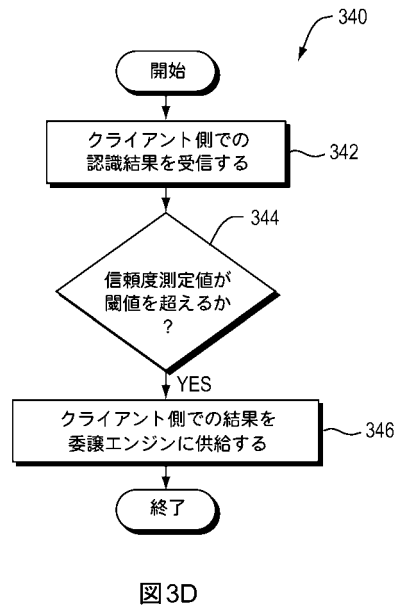 340
開始
クライアント側での
認識結果を受信する
342
344
信頼度測定値が
閾値を超えるか
?
YES
クライアント側での結果を
委譲エンジンに供給する
346
終了
図3D